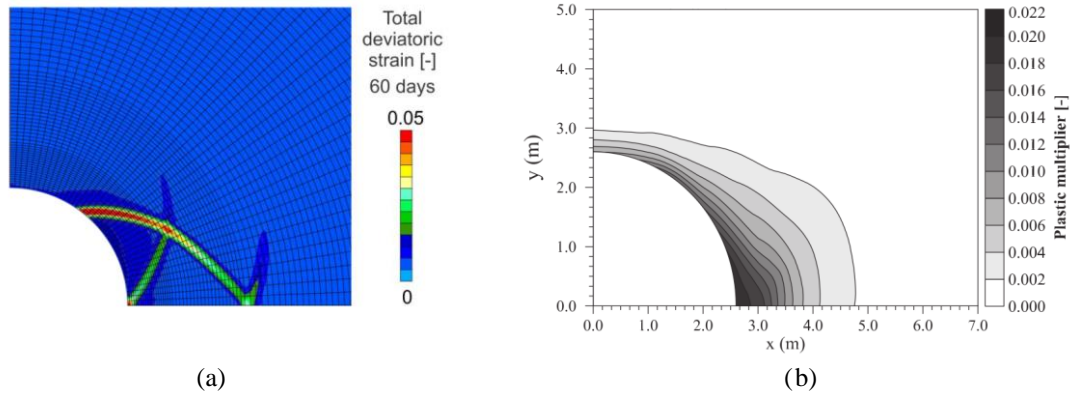 Total
deviatoric
strain [-]
60 days
0.05
0
(a)
5.0
4.0
3.0
2.0
1.0
0.0
y (m)
0.0 1.0 2.0 3.0 4.0 5.0 6.0 7.0
x (m)
0.022
0.020
0.018
0.016
0.014
0.012
0.010
0.008
0.006
0.004
0.002
0.000
Plastic multiplier [-]
(b)